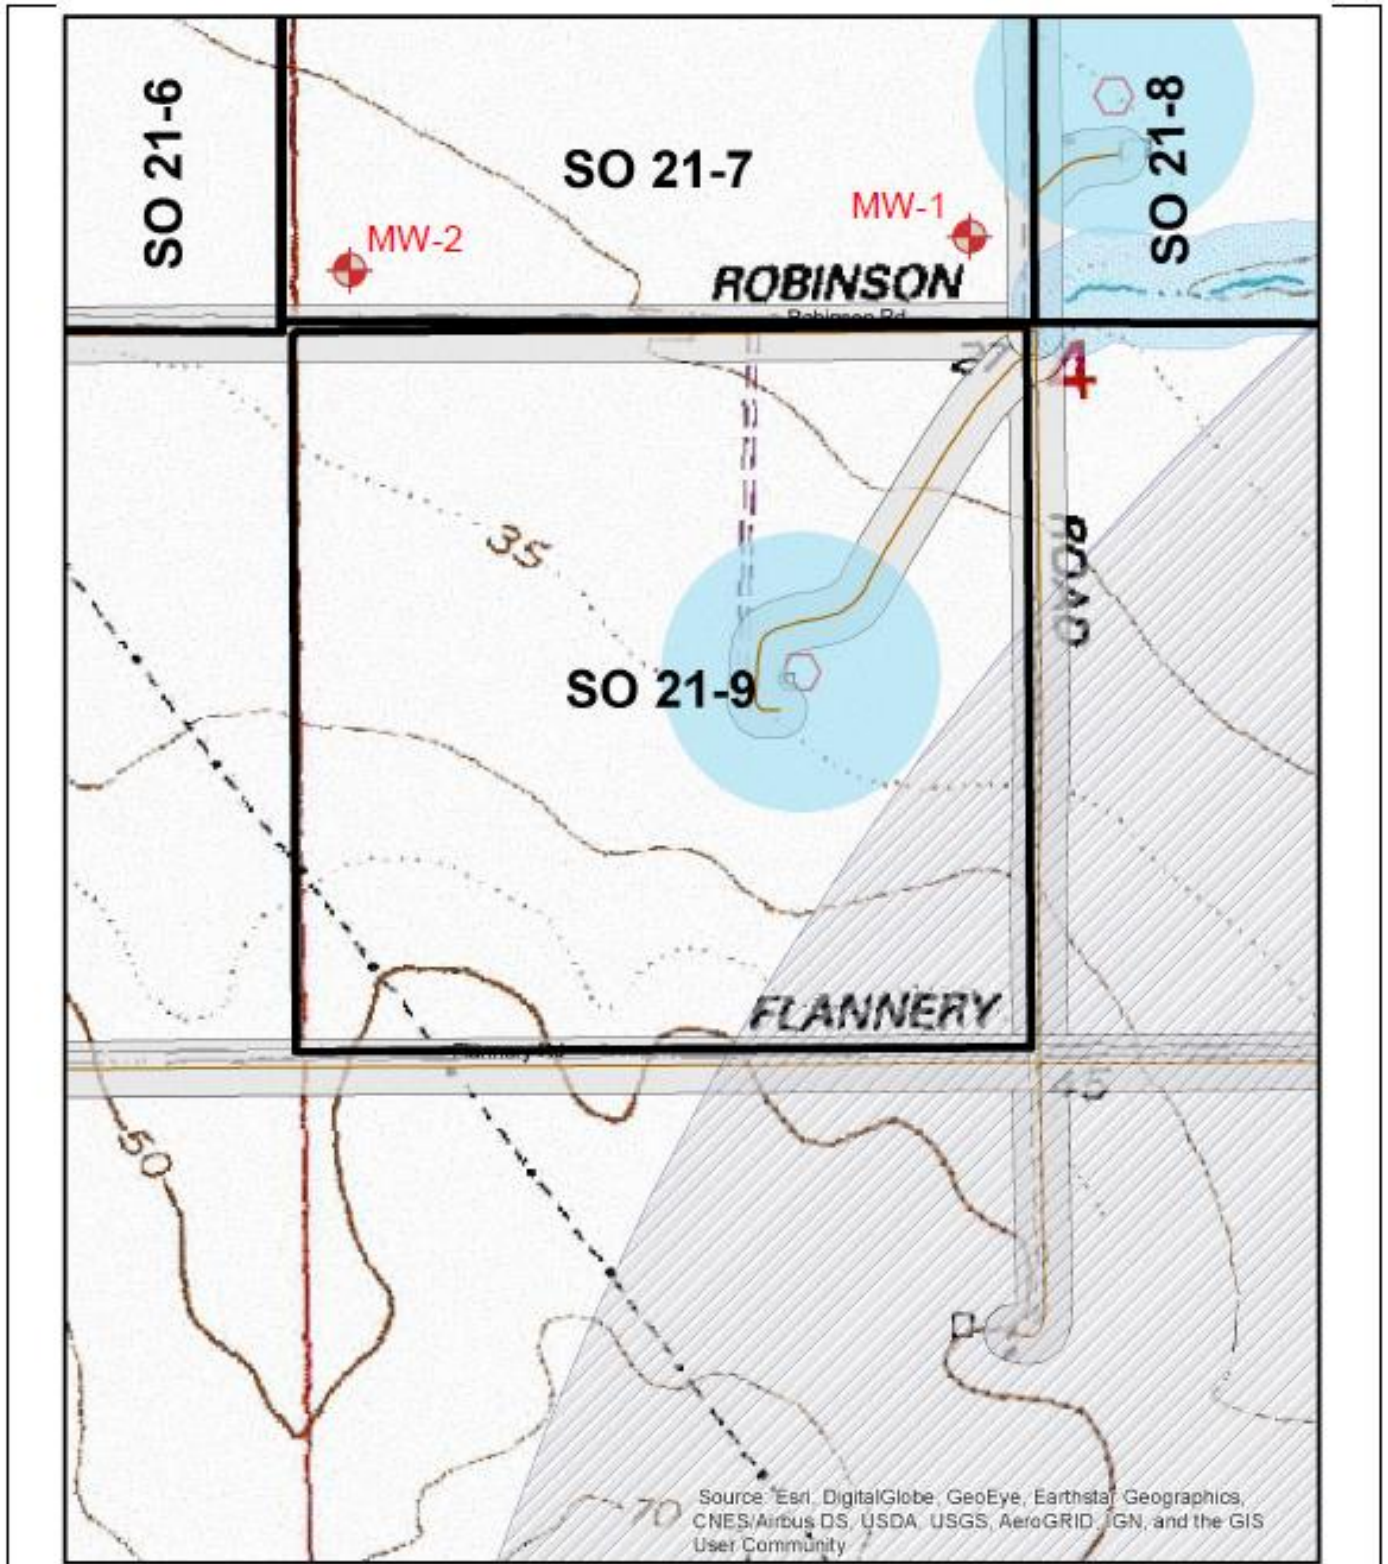 SO 21-6
SO 21-7
SO 21-8
MW-1
MW-2
ROBINSON
Robinson Rd
4
35
ROAD
SO 21-9
FLANNERY
Flannery Rd
45
50
70
Source: Esri, DigitalGlobe, GeoEye, Earthstar Geographics,
CNES/Airbus DS, USDA, USGS, AeroGRID, IGN, and the GIS
User Community